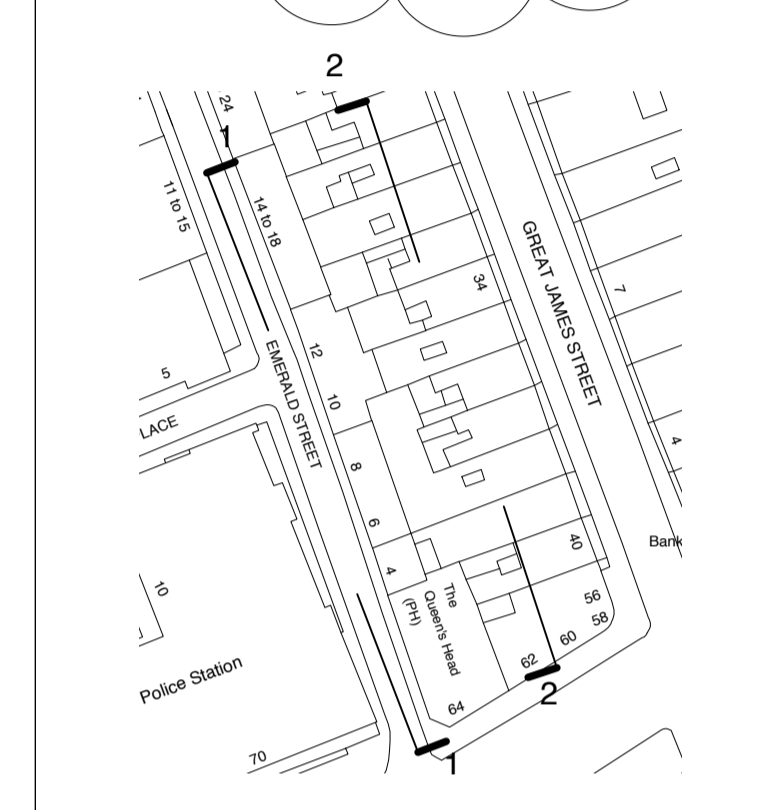 2
24
1
11 to 15
14 to 18
GREAT JAMES STREET
34
7
12
EMERALD STREET
5
10
LACE
8
4
6
40
Bank
4
The
Queen's Head
(PH)
10
56
58
60
62
Police Station
2
64
70
1